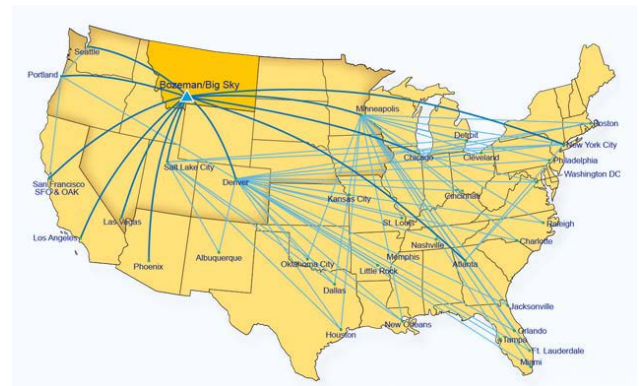 Seattle
Portland
Bozeman/Big Sky
Minneapolis
Boston
Detroit
New York City
Chicago
Cleveland
Philadelphia
Salt Lake City
Washington DC
Denver
San Francisco
SFO & OAK
Kansas City
Cincinnati
Las Vegas
St. Louis
Raleigh
Los Angeles
Nashville
Charlotte
Albuquerque
Memphis
Phoenix
Oklahoma City
Atlanta
Little Rock
Dallas
Jacksonville
New Orleans
Houston
Orlando
Tampa
Ft. Lauderdale
Miami